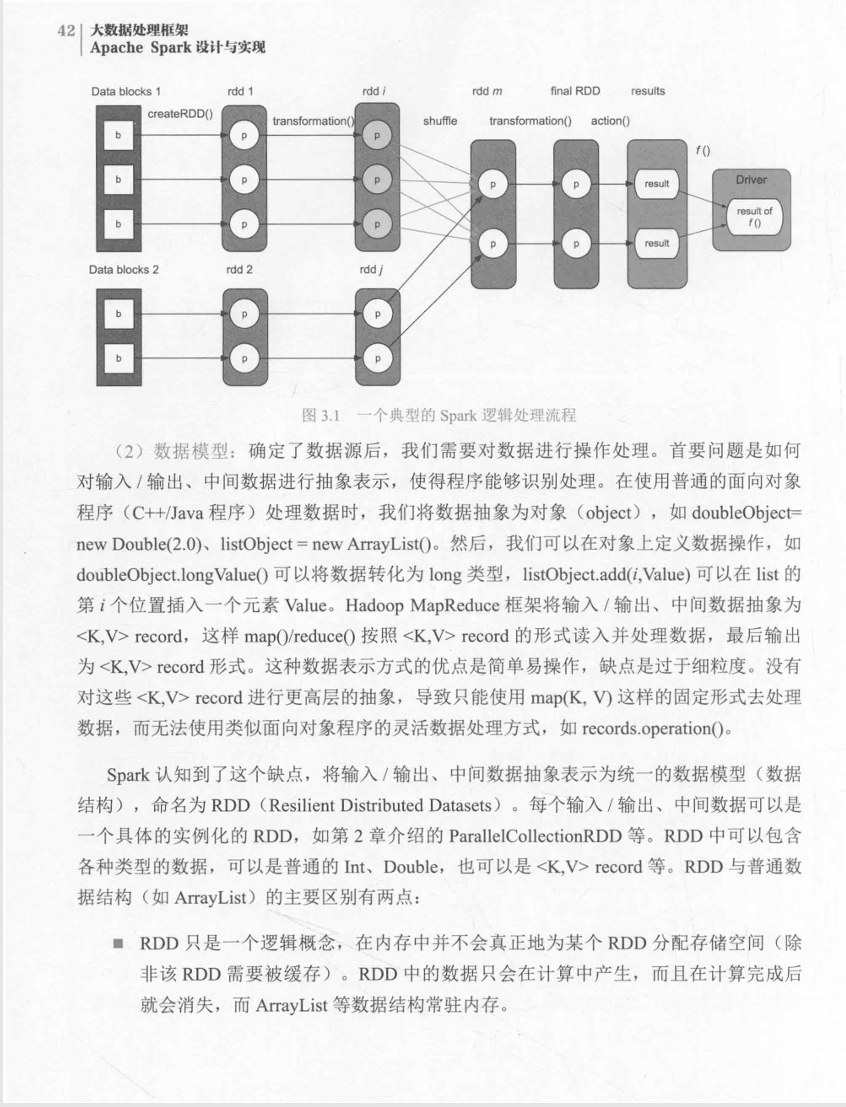 42 大数据处理框架
Apache Spark 设计与实现
Data blocks 1 rdd 1 rdd i rdd m final RDD results
createRDD() transformation() shuffle transformation() action() f ()
b p p
b p p p p result Driver
b p p p p result result of f ()
Data blocks 2 rdd 2 rdd j
b p p
b p p
图 3.1 一个典型的 Spark 逻辑处理流程
（2）数据模型：确定了数据源后，我们需要对数据进行操作处理。首要问题是如何
对输入 / 输出、中间数据进行抽象表示，使得程序能够识别处理。在使用普通的面向对象
程序（C++/Java 程序）处理数据时，我们将数据抽象为对象（object），如 doubleObject=
new Double(2.0)、listObject = new ArrayList()。然后，我们可以在对象上定义数据操作，如
doubleObject.longValue() 可以将数据转化为 long 类型，listObject.add(i,Value) 可以在 list 的
第 i 个位置插入一个元素 Value。Hadoop MapReduce 框架将输入 / 输出、中间数据抽象为
<K,V> record，这样 map()/reduce() 按照 <K,V> record 的形式读入并处理数据，最后输出
为 <K,V> record 形式。这种数据表示方式的优点是简单易操作，缺点是过于细粒度。没有
对这些 <K,V> record 进行更高层的抽象，导致只能使用 map(K, V) 这样的固定形式去处理
数据，而无法使用类似面向对象程序的灵活数据处理方式，如 records.operation()。
Spark 认知到了这个缺点，将输入 / 输出、中间数据抽象表示为统一的数据模型（数据
结构），命名为 RDD（Resilient Distributed Datasets）。每个输入 / 输出、中间数据可以是
一个具体的实例化的 RDD，如第 2 章介绍的 ParallelCollectionRDD 等。RDD 中可以包含
各种类型的数据，可以是普通的 Int、Double，也可以是 <K,V> record 等。RDD 与普通数
据结构（如 ArrayList）的主要区别有两点：
■ RDD 只是一个逻辑概念，在内存中并不会真正地为某个 RDD 分配存储空间（除
非该 RDD 需要被缓存）。RDD 中的数据只会在计算中产生，而且在计算完成后
就会消失，而 ArrayList 等数据结构常驻内存。